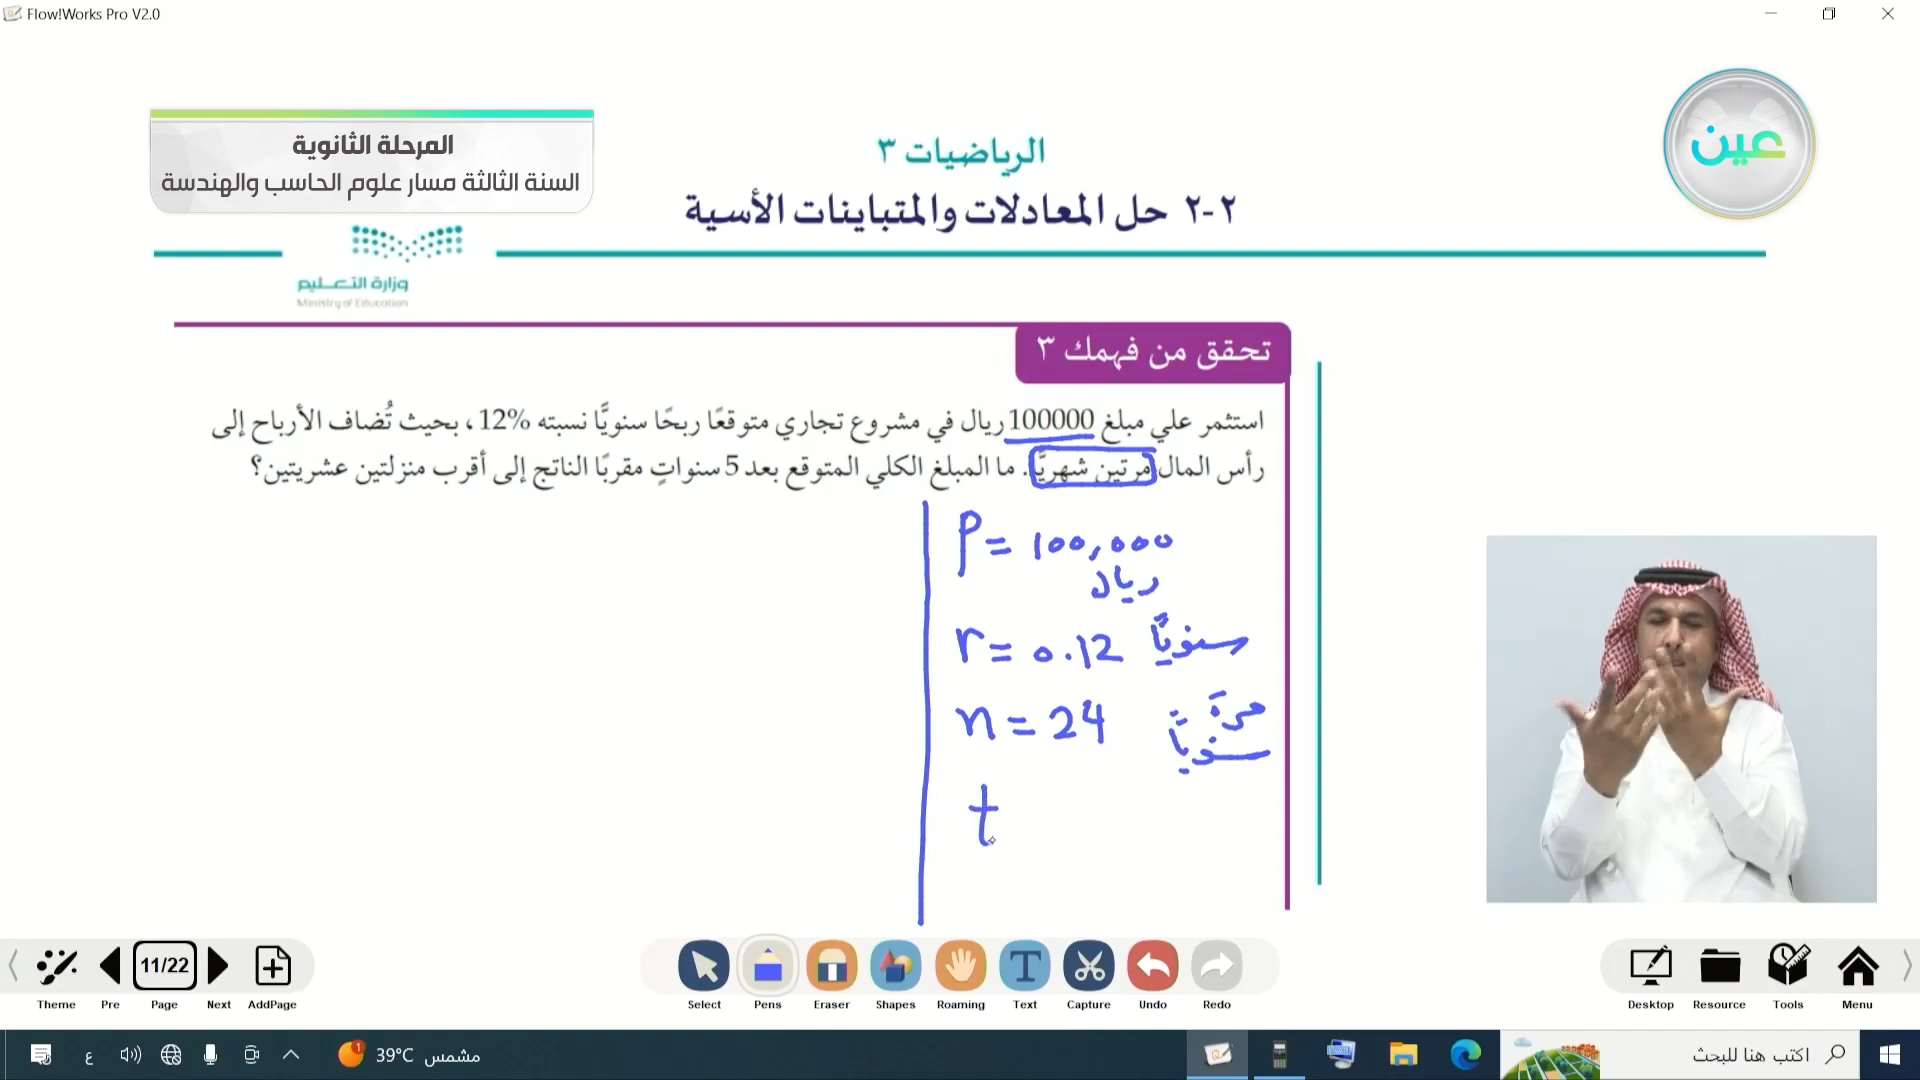 Flow!Works Pro V2.0
المرحلة الثانوية
السنة الثالثة مسار علوم الحاسب والهندسة
الرياضيات ٣
٢-٢ حل المعادلات والمتباينات الأسية
عين
وزارة التعليم
Ministry of Education
تحقق من فهمك ٣
استثمر علي مبلغ 100000 ريال في مشروع تجاري متوقعًا ربحًا سنويًّا نسبته 12%، بحيث تُضاف الأرباح إلى
رأس المال مرتين شهريًّا. ما المبلغ الكلي المتوقع بعد 5 سنواتٍ مقربًا الناتج إلى أقرب منزلتين عشريتين؟
P = 100,000
ريال
r = 0.12 سنويًّا
n = 24 مرة
سنويًا
t
11/22
Theme
Pre
Page
Next
AddPage
Select
Pens
Eraser
Shapes
Roaming
Text
Capture
Undo
Redo
Desktop
Resource
Tools
Menu
ع
1
39°C مشمس
اكتب هنا للبحث